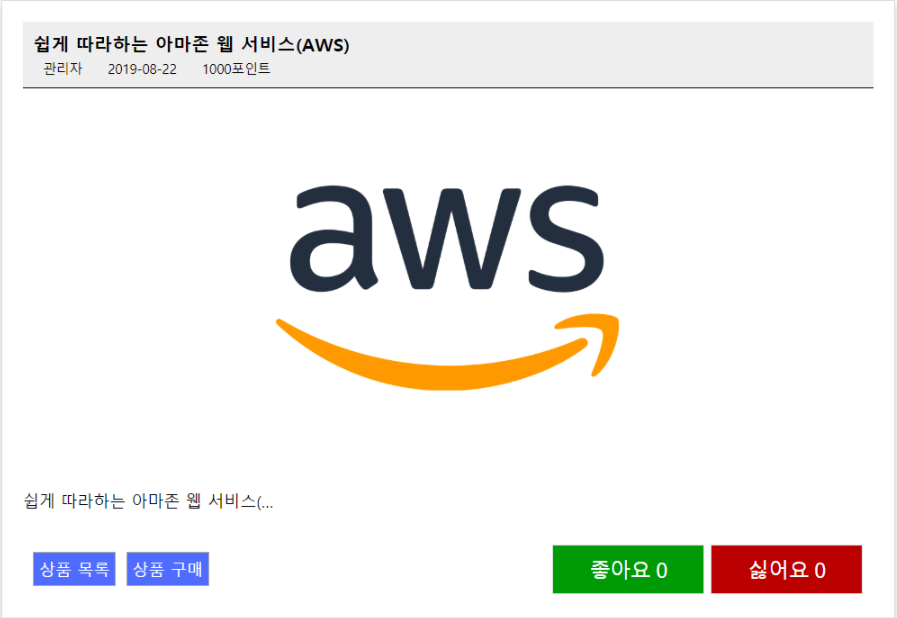 쉽게 따라하는 아마존 웹 서비스(AWS)
관리자 2019-08-22 1000포인트
aws
쉽게 따라하는 아마존 웹 서비스(...
상품 목록 상품 구매 좋아요 0 싫어요 0